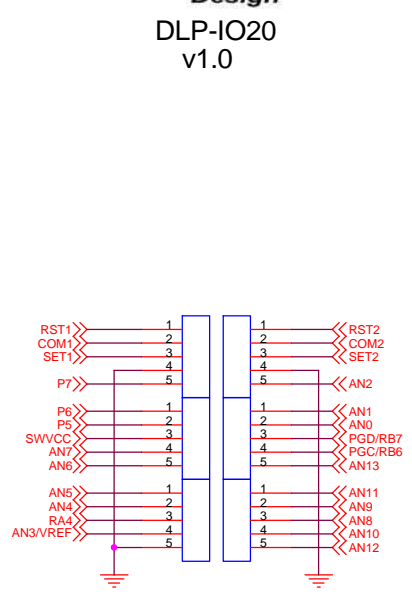 Design
DLP-IO20
v1.0
RST1 1 1 RST2
COM1 2 2 COM2
SET1 3 3 SET2
4 4
P7 5 5 AN2
P6 1 1 AN1
P5 2 2 AN0
SWVCC 3 3 PGD/RB7
AN7 4 4 PGC/RB6
AN6 5 5 AN13
AN5 1 1 AN11
AN4 2 2 AN9
RA4 3 3 AN8
AN3/VREF 4 4 AN10
5 5 AN12